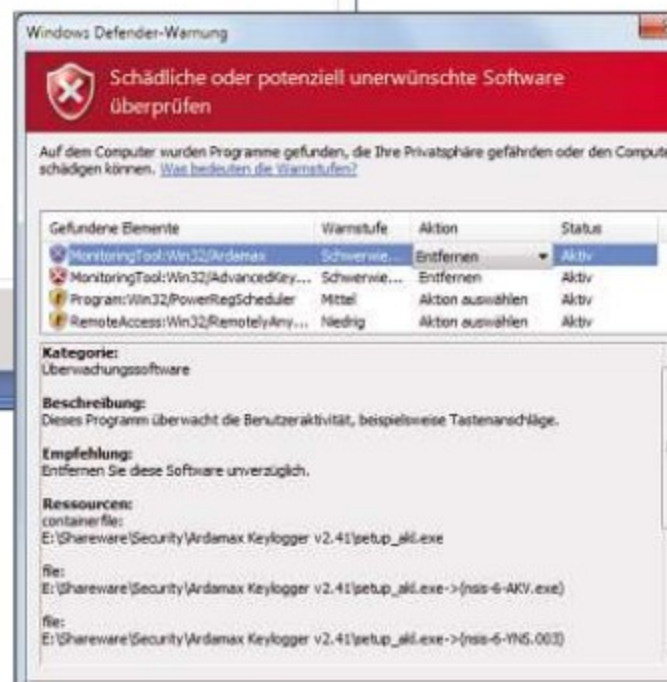 Windows Defender-Warnung
Schädliche oder potenziell unerwünschte Software
überprüfen
Auf dem Computer wurden Programme gefunden, die Ihre Privatsphäre gefährden oder den Compute
schädigen können. Was bedeuten die Warnstufen?
Gefundene Elemente Warnstufe Aktion Status
MonitoringTool:Win32/Ardamax Schwerwie... Entfernen Aktiv
MonitoringTool:Win32/AdvancedKey... Schwerwie... Entfernen Aktiv
Program:Win32/PowerRegScheduler Mittel Aktion auswählen Aktiv
RemoteAccess:Win32/RemotelyAny... Niedrig Aktion auswählen Aktiv
Kategorie:
Überwachungssoftware
Beschreibung:
Dieses Programm überwacht die Benutzeraktivität, beispielsweise Tastenanschläge.
Empfehlung:
Entfernen Sie diese Software unverzüglich.
Ressourcen:
containerfile:
E:\Shareware\Security\Ardamax Keylogger v2.41\setup_akl.exe
file:
E:\Shareware\Security\Ardamax Keylogger v2.41\setup_akl.exe->(nsis-6-AKV.exe)
file:
E:\Shareware\Security\Ardamax Keylogger v2.41\setup_akl.exe->(nsis-6-YNS.003)